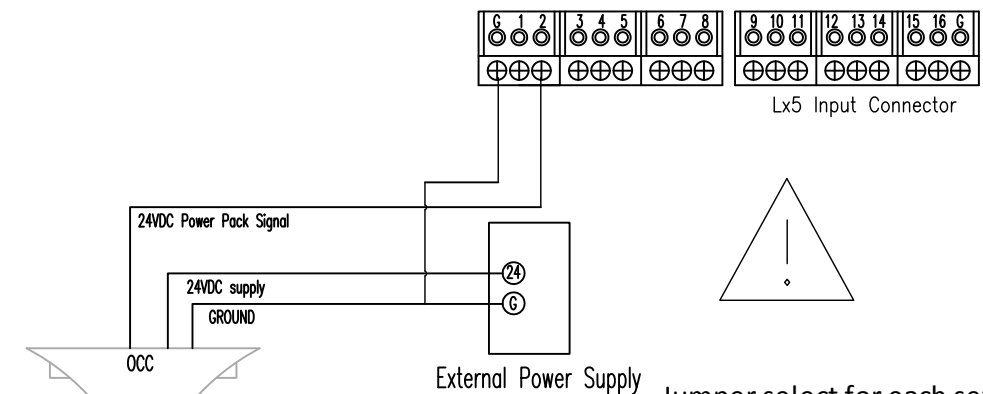 G 1 2 3 4 5 6 7 8 9 10 11 12 13 14 15 16 G
Lx5 Input Connector
24VDC Power Pack Signal
24
24VDC supply
G
GROUND
OCC
External Power Supply
Jumper select for each